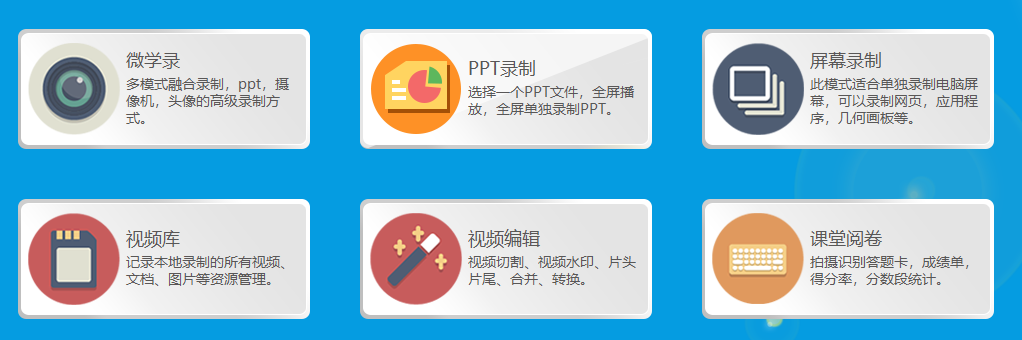 微学录
多模式融合录制，ppt，摄
像机，头像的高级录制方
式。
PPT录制
选择一个PPT文件，全屏播
放，全屏单独录制PPT。
屏幕录制
此模式适合单独录制电脑屏
幕，可以录制网页，应用程
序，几何画板等。
视频库
记录本地录制的所有视频、
文档、图片等资源管理。
视频编辑
视频切割、视频水印、片头
片尾、合并、转换。
课堂阅卷
拍摄识别答题卡，成绩单，
得分率，分数段统计。